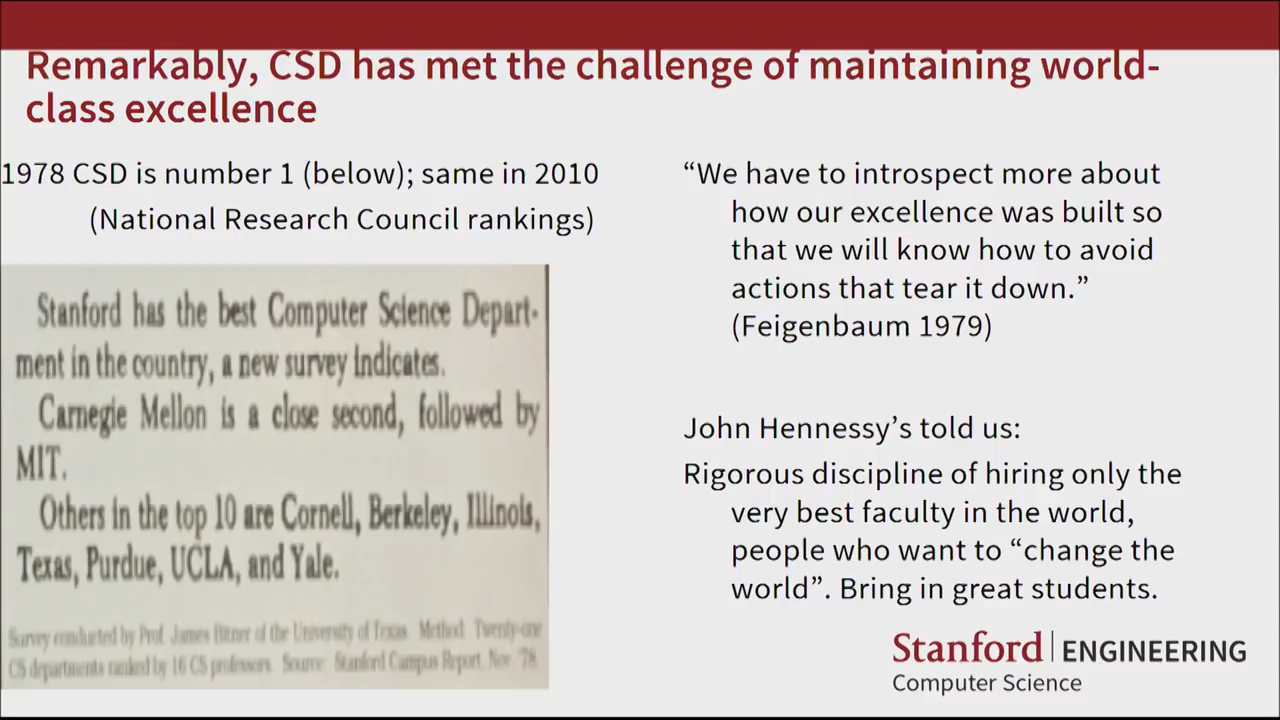 Remarkably, CSD has met the challenge of maintaining world-
class excellence
1978 CSD is number 1 (below); same in 2010
(National Research Council rankings)
Stanford has the best Computer Science Depart-
ment in the country, a new survey indicates.
Carnegie Mellon is a close second, followed by
MIT.
Others in the top 10 are Cornell, Berkeley, Illinois,
Texas, Purdue, UCLA, and Yale.
Survey conducted by Prof. James Bitner of the University of Texas. Method: Twenty-one
CS departments ranked by 16 CS professors. Source: Stanford Campus Report, Nov. '78.
“We have to introspect more about
how our excellence was built so
that we will know how to avoid
actions that tear it down.”
(Feigenbaum 1979)
John Hennessy’s told us:
Rigorous discipline of hiring only the
very best faculty in the world,
people who want to “change the
world”. Bring in great students.
Stanford | ENGINEERING
Computer Science